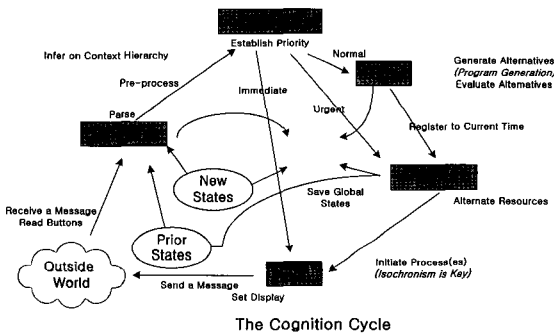 Establish Priority
Infer on Context Hierarchy
Normal
Generate Alternatives
(Program Generation)
Evaluate Alternatives
Pre-process
Immediate
Urgent
Parse
Register to Current Time
New
States
Save Global
States
Alternate Resources
Receive a Message
Read Buttons
Prior
States
Outside
World
Initiate Process(es)
(Isochronism is Key)
Send a Message
Set Display
The Cognition Cycle